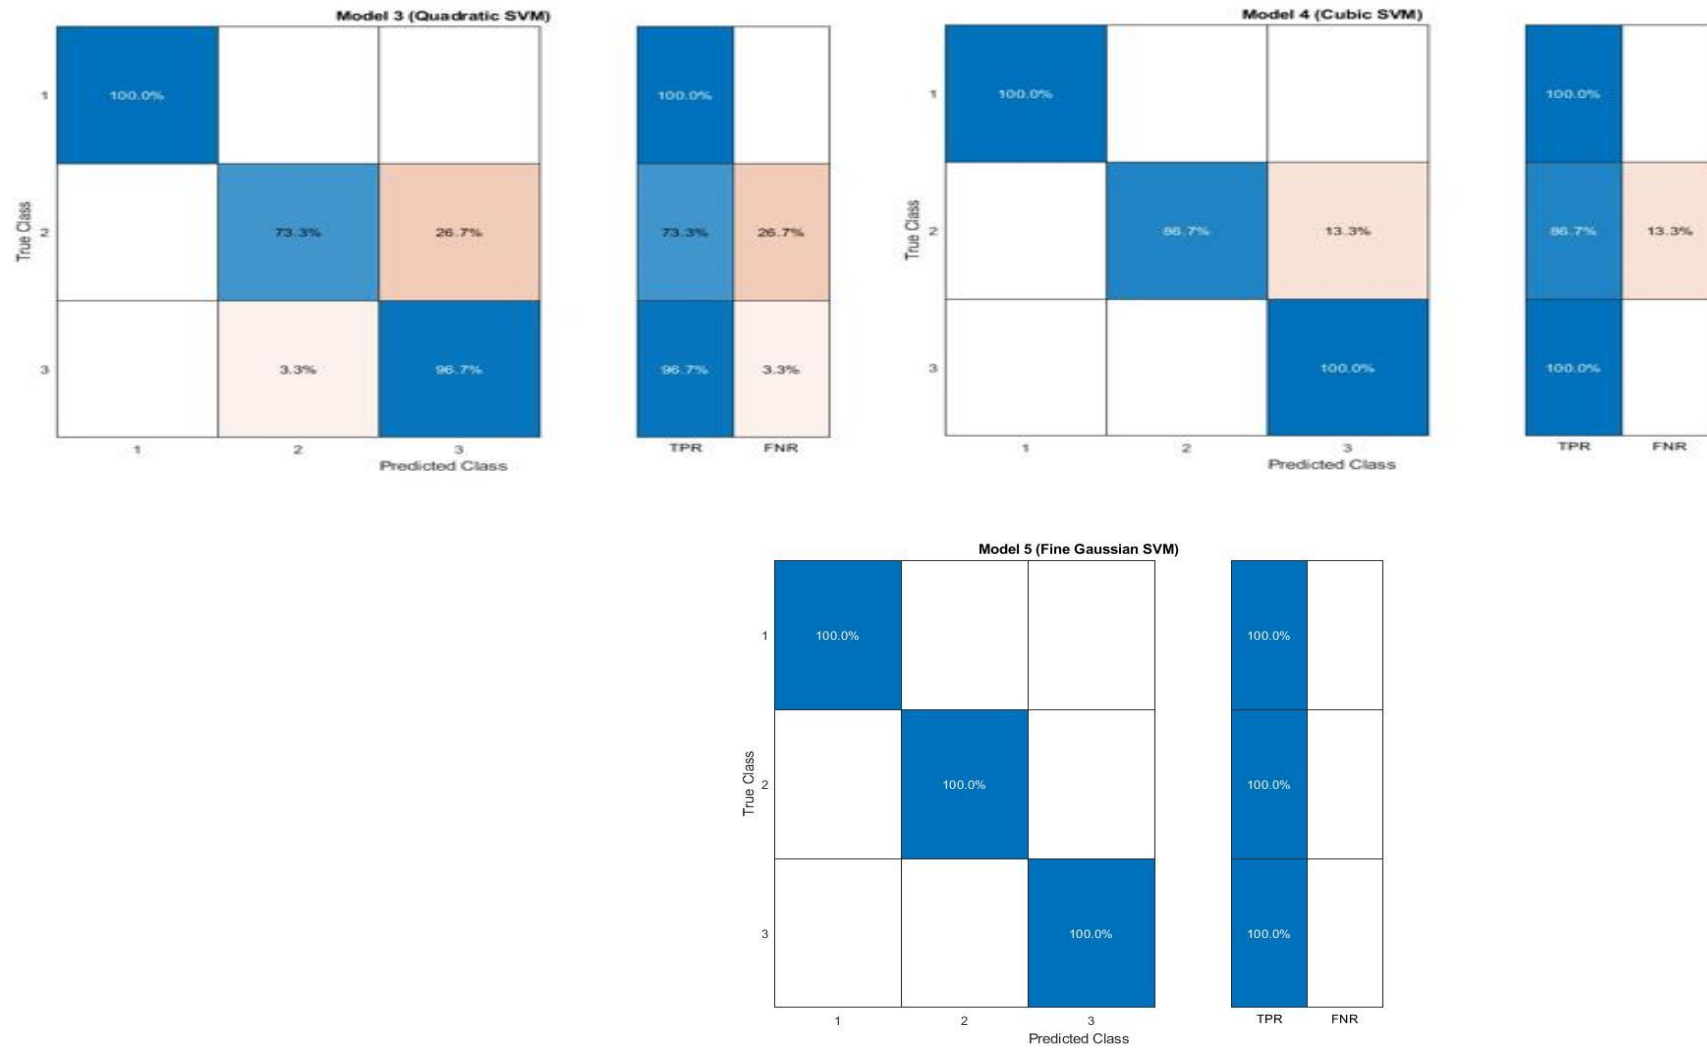 Model 3 (Quadratic SVM)
1 100.0% 100.0%
True Class
2 73.3% 26.7% 73.3% 26.7%
3 3.3% 96.7% 96.7% 3.3%
1 2 3 TPR FNR
Predicted Class
Model 4 (Cubic SVM)
1 100.0% 100.0%
True Class
2 86.7% 13.3% 86.7% 13.3%
3 100.0% 100.0%
1 2 3 TPR FNR
Predicted Class
Model 5 (Fine Gaussian SVM)
1 100.0% 100.0%
True Class
2 100.0% 100.0%
3 100.0% 100.0%
1 2 3 TPR FNR
Predicted Class